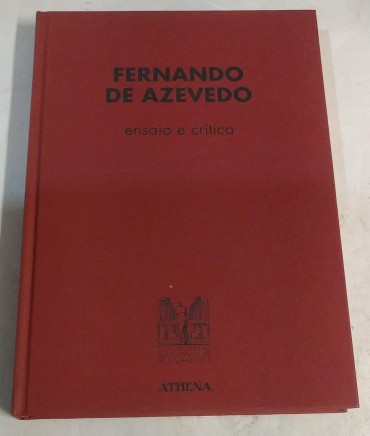 FERNANDO
DE AZEVEDO
ensaio e crítica
ATHENA